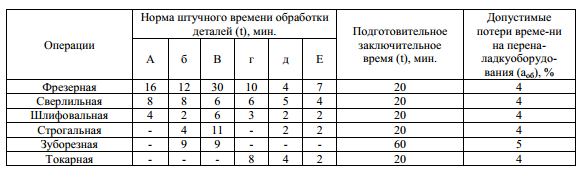 Операции
Норма штучного времени обработки
деталей (t), мин.
А б В г д Е
Подготовительное
заключительное
время (t), мин.
Допустимые
потери време-ни
на перена-
ладкуоборудо-
вания (аоб), %
Фрезерная 16 12 30 10 4 7 20 4
Сверлильная 8 8 6 6 5 4 20 4
Шлифовальная 4 2 6 3 2 2 20 4
Строгальная - 4 11 - 2 2 20 4
Зуборезная - 9 9 - - - 60 5
Токарная - - - 8 4 2 20 4